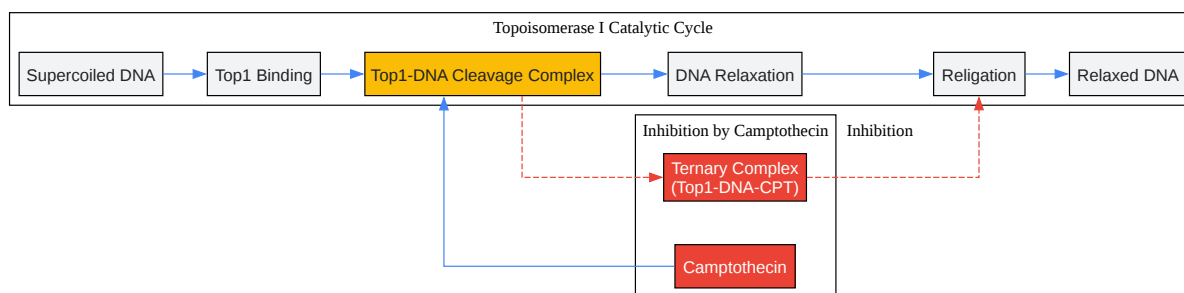 Topoisomerase I Catalytic Cycle
Supercoiled DNA
Top1 Binding
Top1-DNA Cleavage Complex
DNA Relaxation
Religation
Relaxed DNA
Inhibition by Camptothecin
Inhibition
Ternary Complex
(Top1-DNA-CPT)
Camptothecin